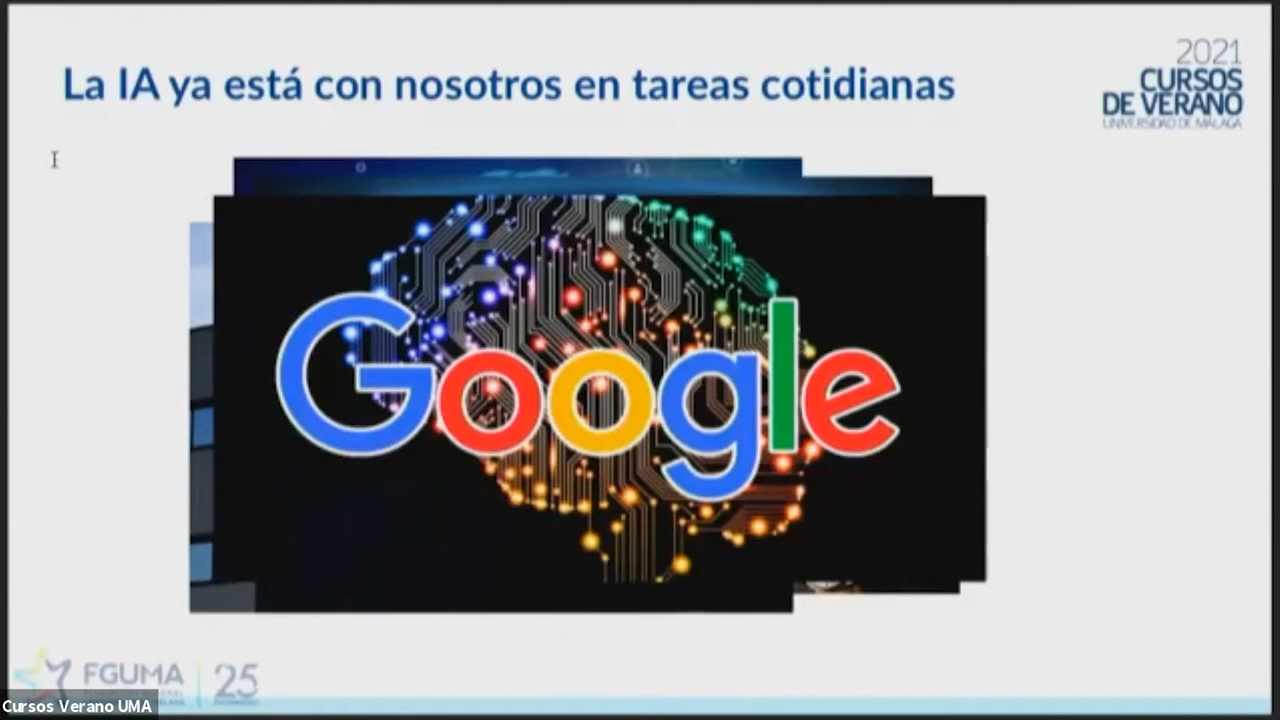 La IA ya está con nosotros en tareas cotidianas
2021
CURSOS
DE VERANO
UNIVERSIDAD DE MÁLAGA
A
Google
FGUMA
25
Cursos Verano UMA